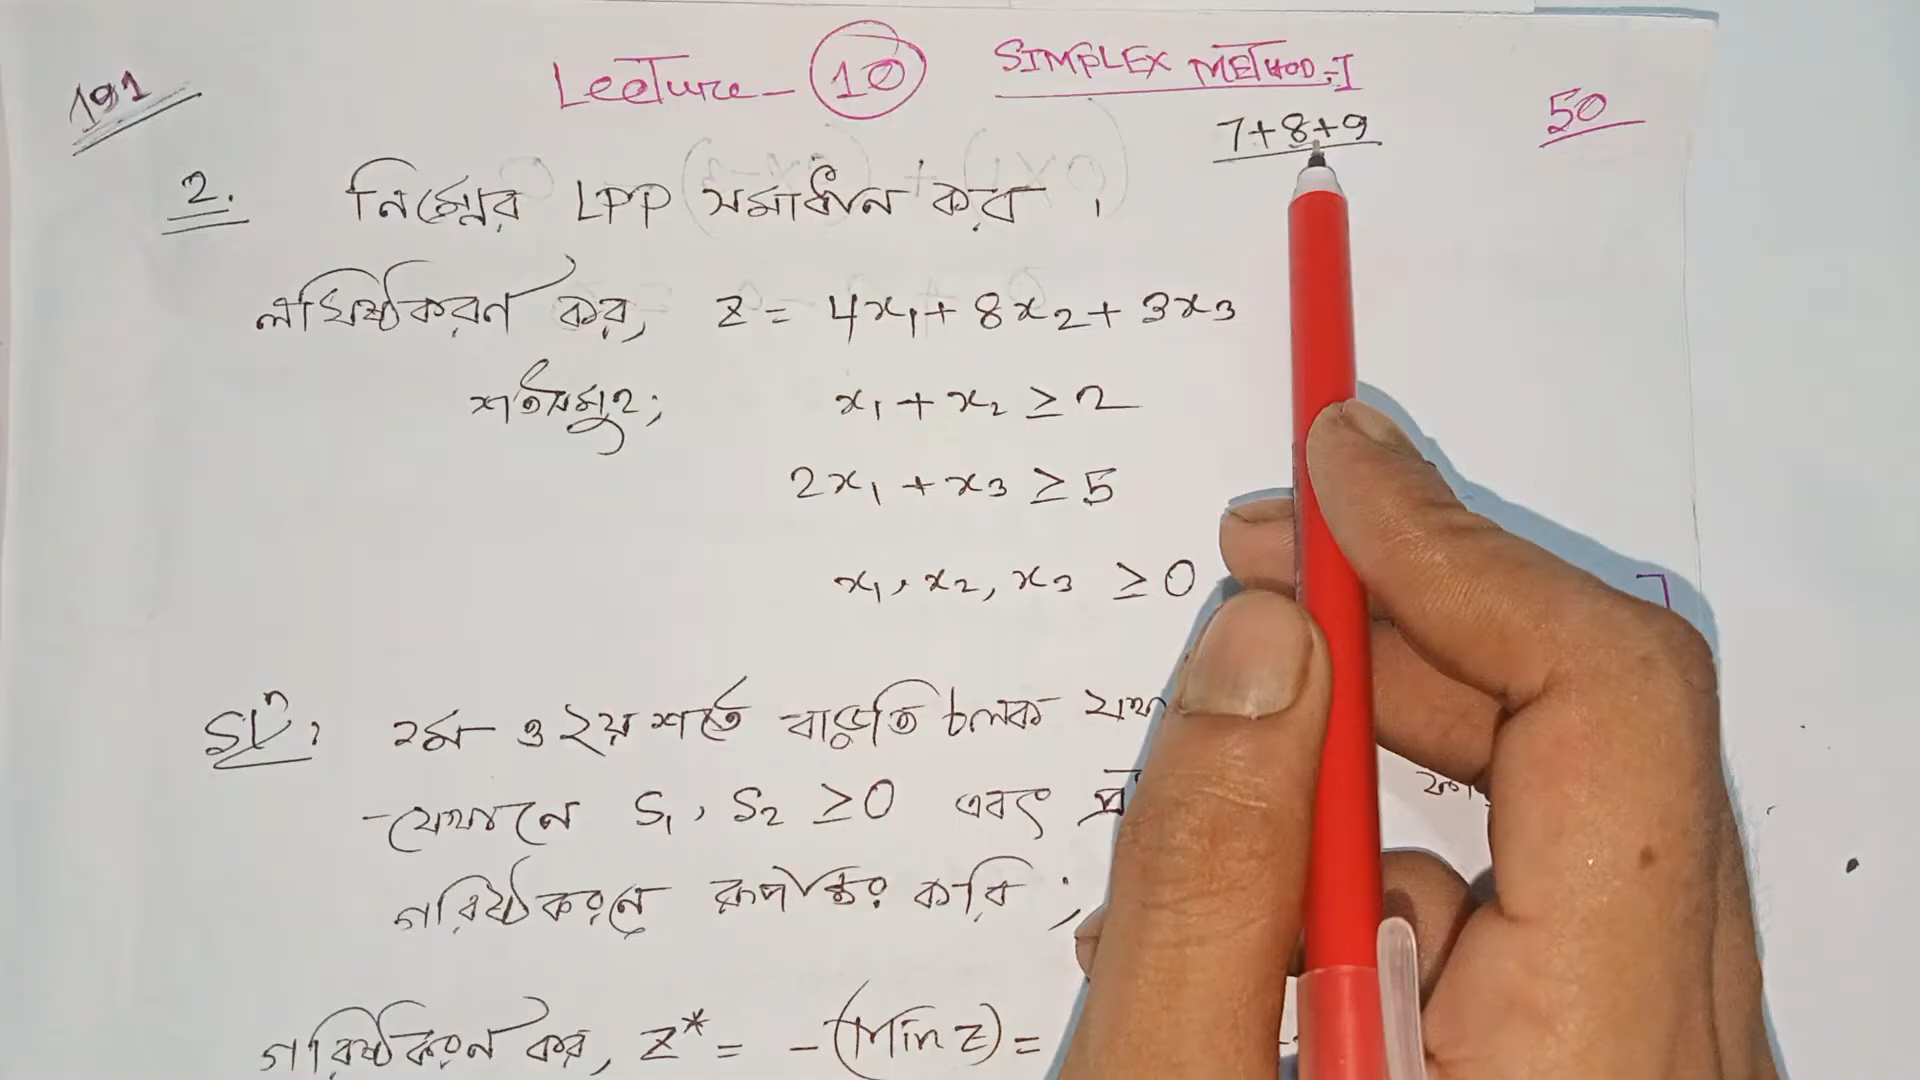 191
Lecture - 10 SIMPLEX METHOD-I
7+8+9
50
2. নিম্নের LPP সমাধান কর ।
লঘিষ্ঠকরণ কর, z = 4x₁ + 8x₂ + 3x₃
শর্তসমূহ; x₁ + x₂ ≥ 2
2x₁ + x₃ ≥ 5
x₁, x₂, x₃ ≥ 0
১ম ও ২য় শর্তে বাড়তি চলক
যেখানে S₁, S₂ ≥ 0 এবং
গরিষ্ঠকরণে রূপান্তর করি ;
গরিষ্ঠকরণ কর, z* = -(Min z) =